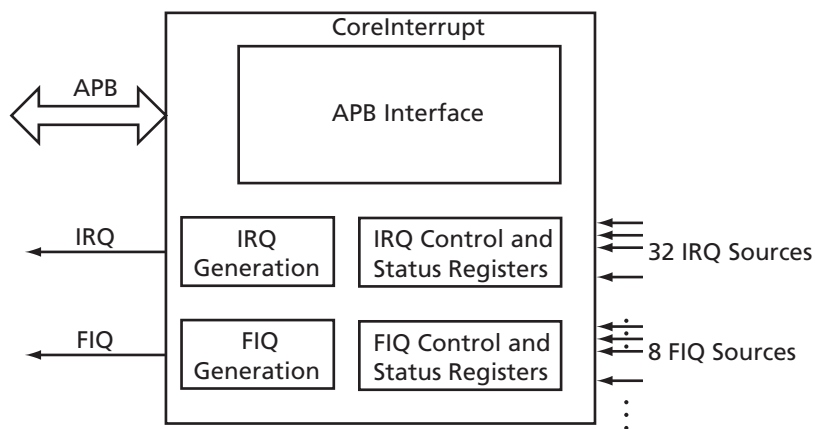 CoreInterrupt
APB
APB Interface
IRQ
IRQ
Generation
IRQ Control and
Status Registers
32 IRQ Sources
FIQ
FIQ
Generation
FIQ Control and
Status Registers
8 FIQ Sources